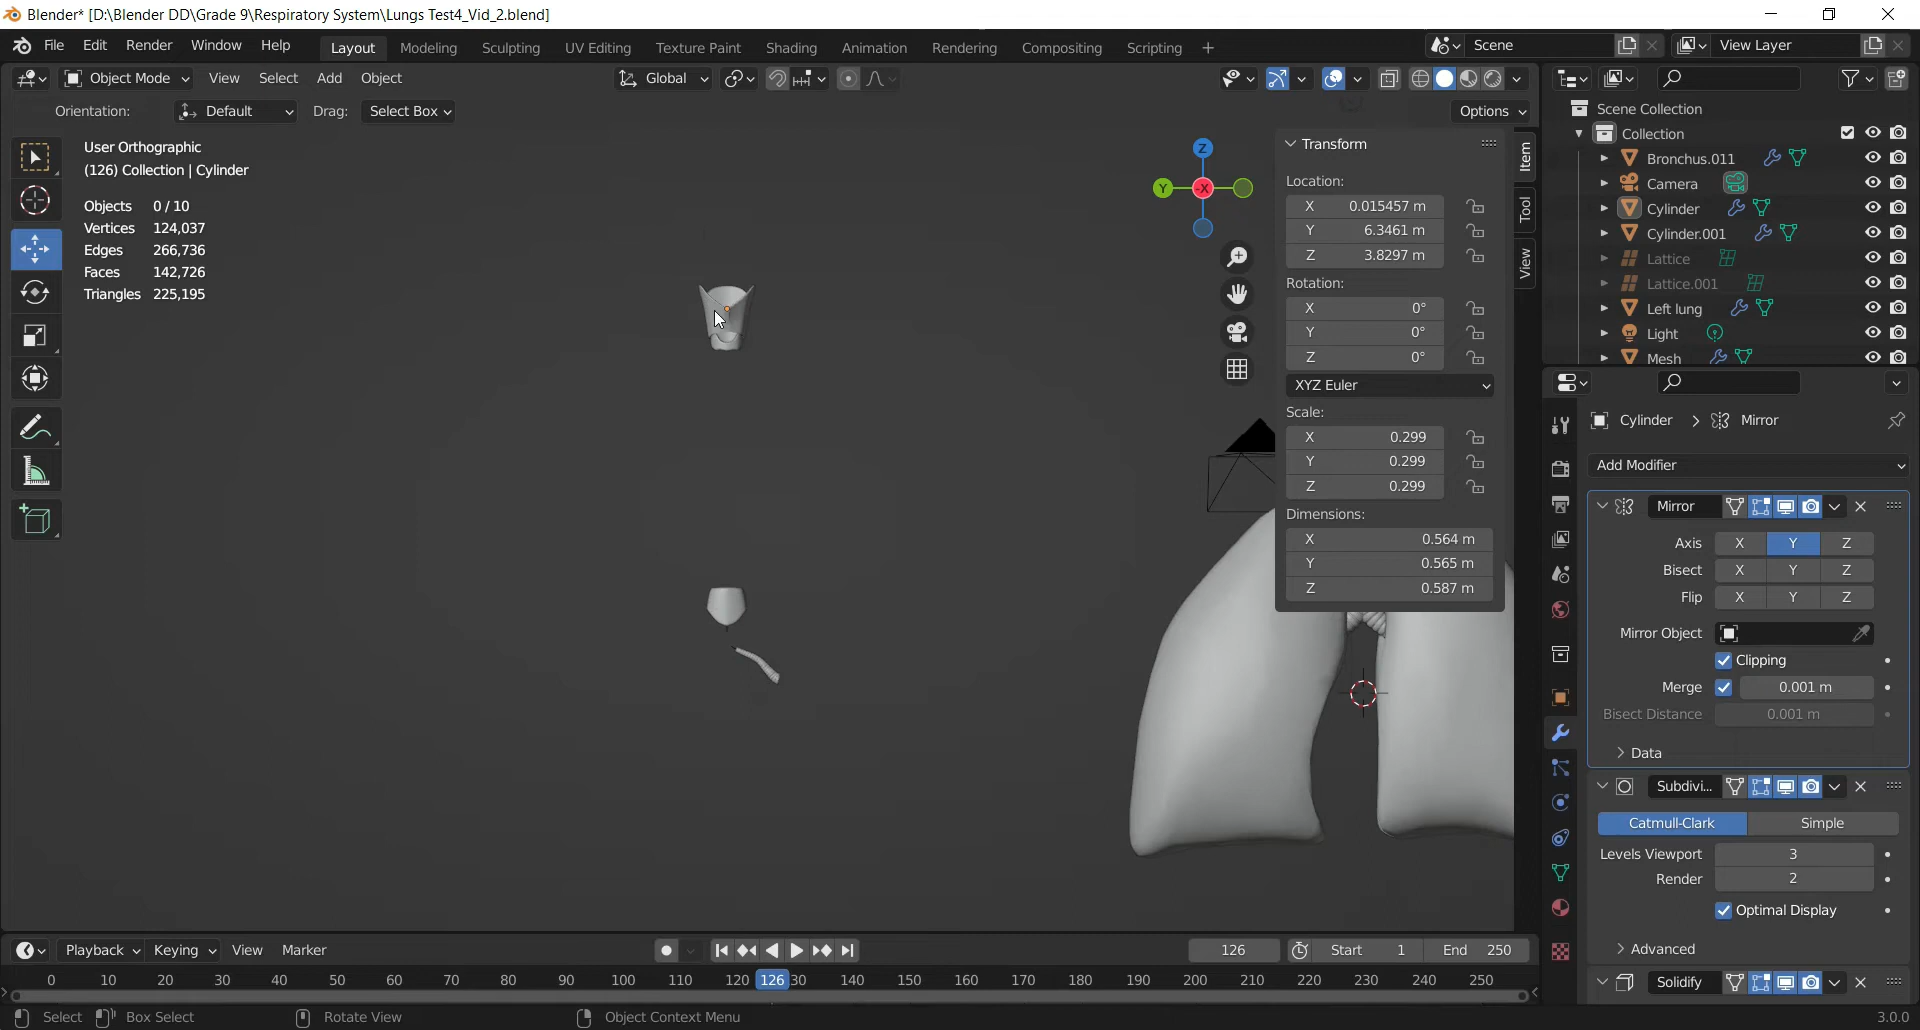 Blender* [D:\Blender DD\Grade 9\Respiratory System\Lungs Test4_Vid_2.blend]
File Edit Render Window Help Layout Modeling Sculpting UV Editing Texture Paint Shading Animation Rendering Compositing Scripting + Scene View Layer
Object Mode View Select Add Object Global
Orientation: Default Drag: Select Box Options
User Orthographic
(126) Collection | Cylinder
Objects 0/10
Vertices 124,037
Edges 266,736
Faces 142,726
Triangles 225,195
Z
Y
-X
Transform
Location:
X 0.015457 m
Y 6.3461 m
Z 3.8297 m
Rotation:
X 0°
Y 0°
Z 0°
XYZ Euler
Scale:
X 0.299
Y 0.299
Z 0.299
Dimensions:
X 0.564 m
Y 0.565 m
Z 0.587 m
Item
Tool
View
Scene Collection
Collection
Bronchus.011
Camera
Cylinder
Cylinder.001
Lattice
Lattice.001
Left lung
Light
Mesh
Cylinder > Mirror
Add Modifier
Mirror
Axis X Y Z
Bisect X Y Z
Flip X Y Z
Mirror Object
Clipping
Merge 0.001 m
Bisect Distance 0.001 m
Data
Subdivi...
Catmull-Clark Simple
Levels Viewport 3
Render 2
Optimal Display
Advanced
Solidify
Playback Keying View Marker 126 Start 1 End 250
0 10 20 30 40 50 60 70 80 90 100 110 120 126 30 140 150 160 170 180 190 200 210 220 230 240 250
Select Box Select Rotate View Object Context Menu 3.0.0